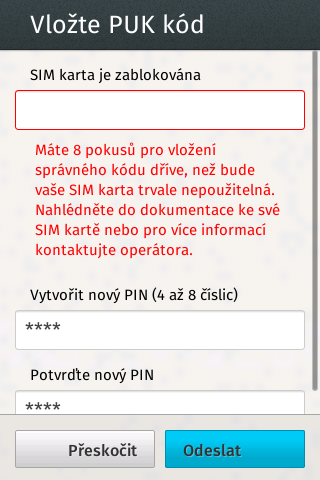 Vložte PUK kód
SIM karta je zablokována
Máte 8 pokusů pro vložení
správného kódu dříve, než bude
vaše SIM karta trvale nepoužitelná.
Nahlédněte do dokumentace ke své
SIM kartě nebo pro více informací
kontaktujte operátora.
Vytvořit nový PIN (4 až 8 číslic)
****
Potvrďte nový PIN
****
Přeskočit
Odeslat